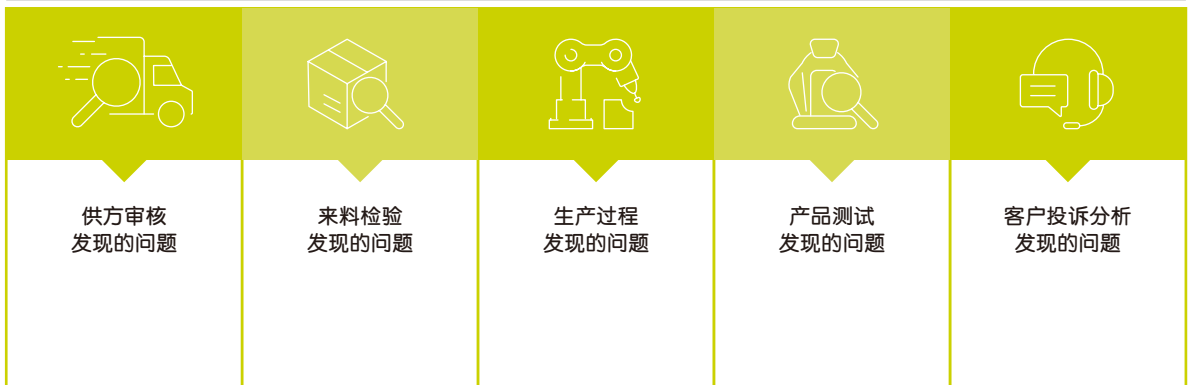 供方审核
发现的问题
来料检验
发现的问题
生产过程
发现的问题
产品测试
发现的问题
客户投诉分析
发现的问题